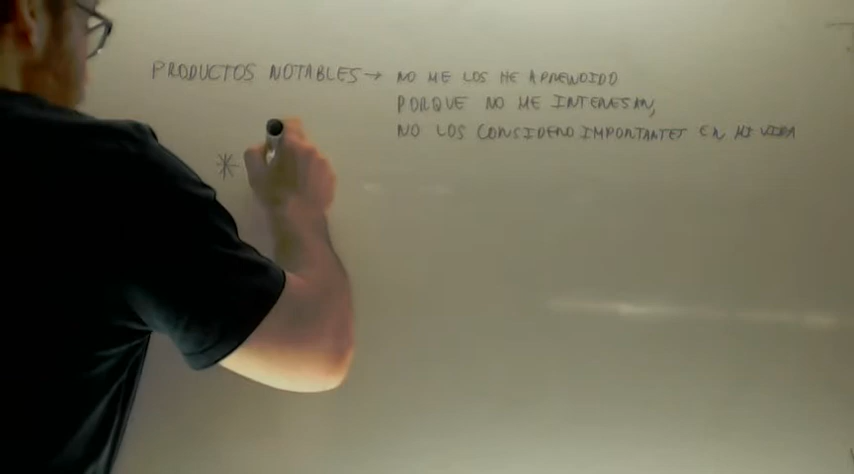 PRODUCTOS NOTABLES → NO ME LOS HE APRENDIDO
PORQUE NO ME INTERESAN,
NO LOS CONSIDERO IMPORTANTES EN MI VIDA
*